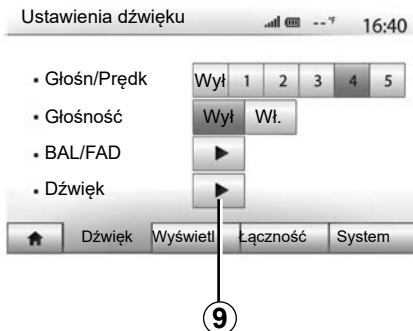 Ustawienia dźwięku -- °F 16:40
• Głośn/Prędk Wył 1 2 3 4 5
• Głośność Wył Wł.
• BAL/FAD
• Dźwięk
Dźwięk Wyświetl Łączność System
9